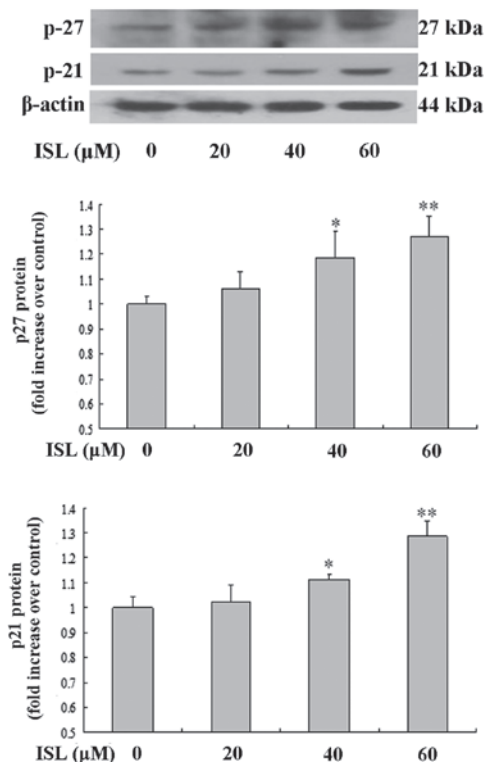 p-27 27 kDa
p-21 21 kDa
β-actin 44 kDa
ISL (μM) 0 20 40 60
p27 protein
(fold increase over control)
1.4
1.3
1.2
1.1
1
0.9
0.8
0.7
0.6
0.5
* **
ISL (μM) 0 20 40 60
p21 protein
(fold increase over control)
1.4
1.3
1.2
1.1
1
0.9
0.8
0.7
0.6
0.5
* **
ISL (μM) 0 20 40 60